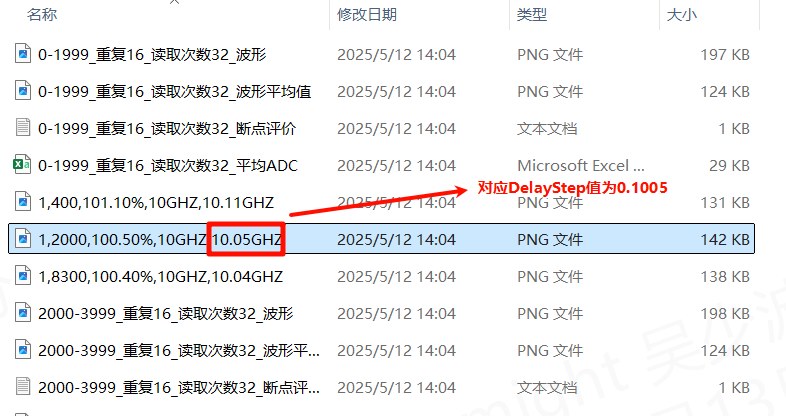 名称 修改日期 类型 大小
0-1999_重复16_读取次数32_波形 2025/5/12 14:04 PNG 文件 197 KB
0-1999_重复16_读取次数32_波形平均值 2025/5/12 14:04 PNG 文件 124 KB
0-1999_重复16_读取次数32_断点评价 2025/5/12 14:04 文本文档 1 KB
0-1999_重复16_读取次数32_平均ADC 2025/5/12 14:04 Microsoft Excel ... 29 KB
对应DelayStep值为0.1005
1,400,101.10%,10GHZ,10.11GHZ 2025/5/12 14:04 PNG 文件 131 KB
1,2000,100.50%,10GHZ,10.05GHZ 2025/5/12 14:04 PNG 文件 142 KB
1,8300,100.40%,10GHZ,10.04GHZ 2025/5/12 14:04 PNG 文件 138 KB
2000-3999_重复16_读取次数32_波形 2025/5/12 14:04 PNG 文件 198 KB
2000-3999_重复16_读取次数32_波形平... 2025/5/12 14:04 PNG 文件 124 KB
2000-3999_重复16_读取次数32_断点评... 2025/5/12 14:04 文本文档 1 KB